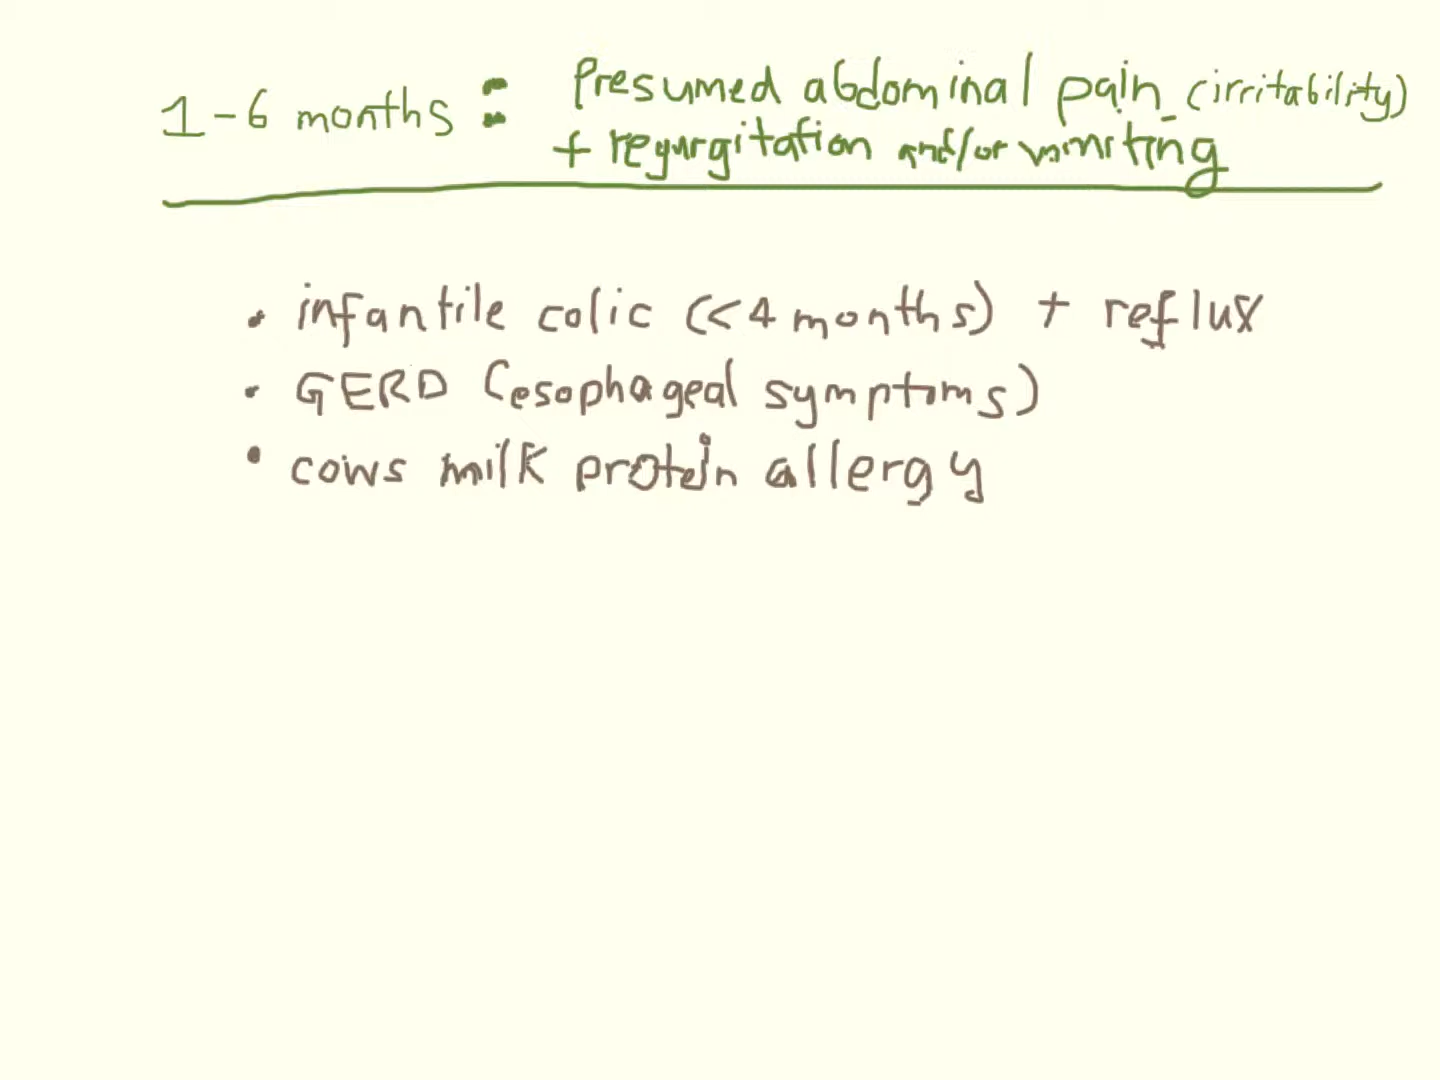 1-6 months: Presumed abdominal pain (irritability)
+ regurgitation and/or vomiting
• infantile colic (<4 months) + reflux
• GERD (esophageal symptoms)
• cows milk protein allergy